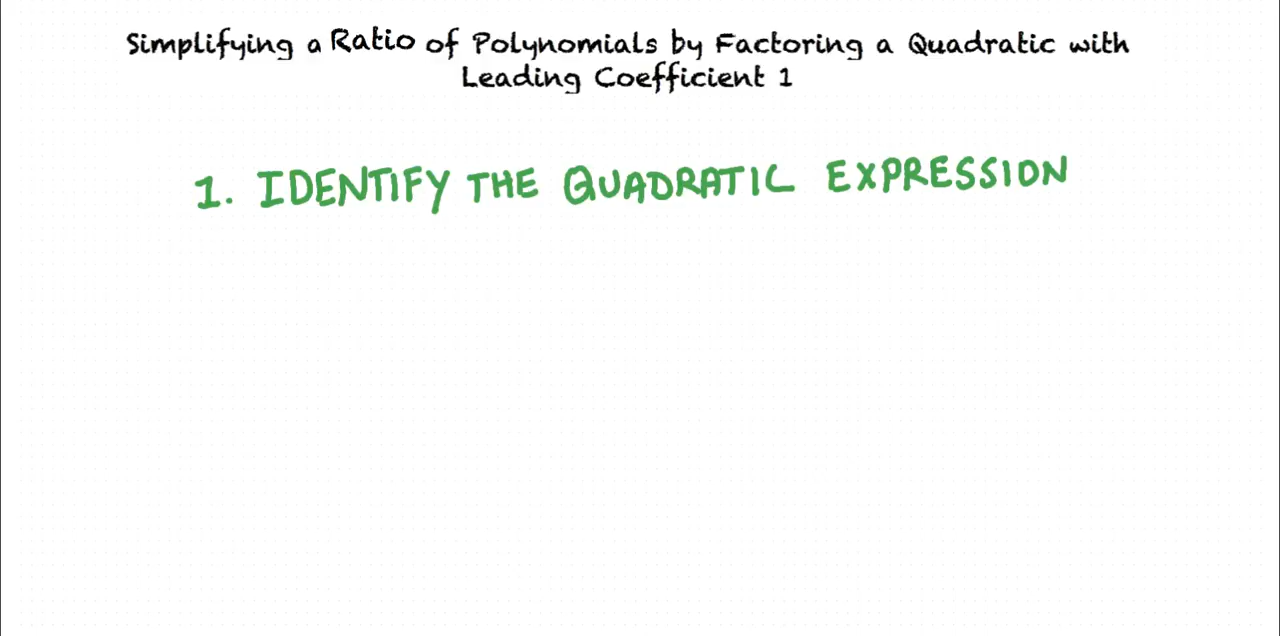 Simplifying a Ratio of Polynomials by Factoring a Quadratic with
Leading Coefficient 1
1. IDENTIFY THE QUADRATIC EXPRESSION